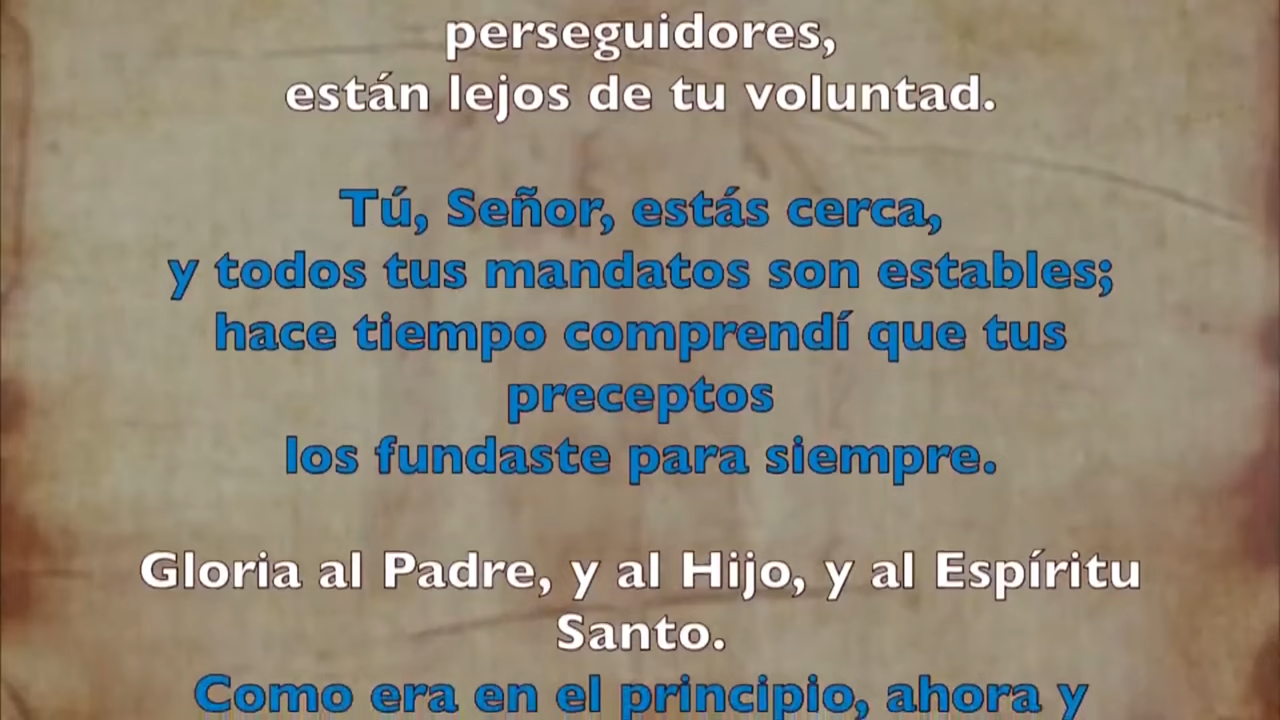 perseguidores,
están lejos de tu voluntad.
Tú, Señor, estás cerca,
y todos tus mandatos son estables;
hace tiempo comprendí que tus
preceptos
los fundaste para siempre.
Gloria al Padre, y al Hijo, y al Espíritu
Santo.
Como era en el principio, ahora y